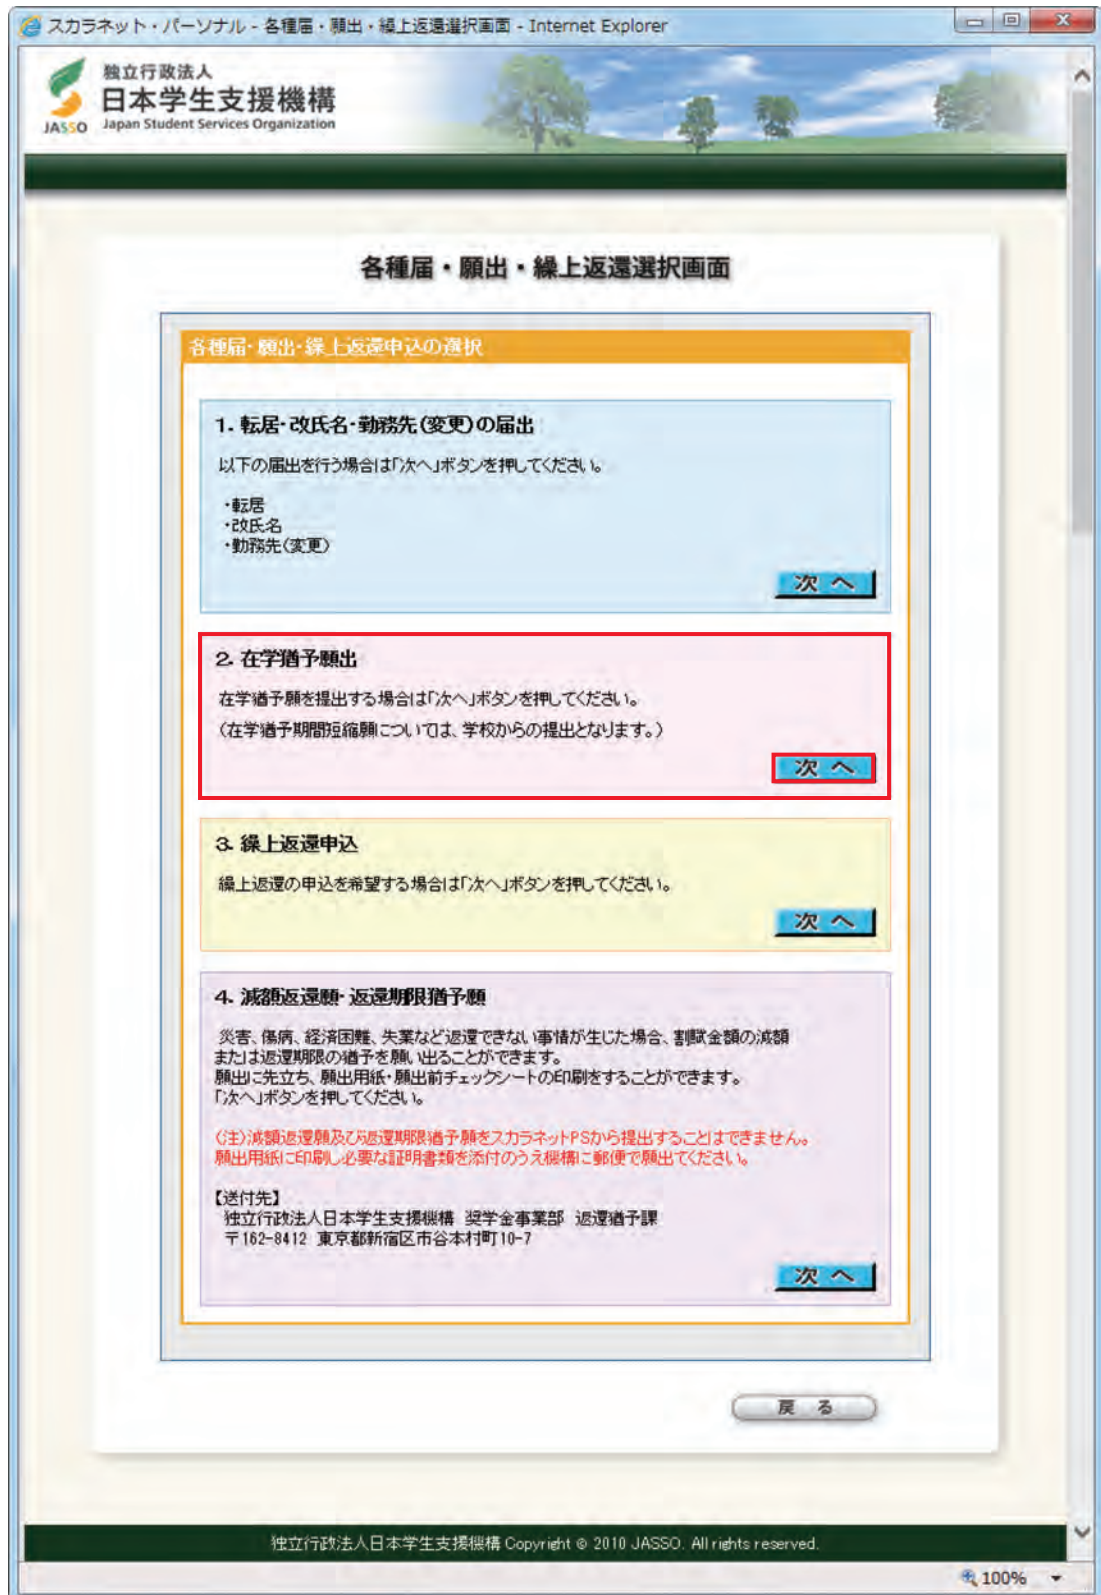 スカラネット・パーソナル - 各種届・願出・繰上返還選択画面 - Internet Explorer
独立行政法人
日本学生支援機構
JASSO Japan Student Services Organization
各種届・願出・繰上返還選択画面
各種届・願出・繰上返還申込の選択
1. 転居・改氏名・勤務先(変更)の届出
以下の届出を行う場合は「次へ」ボタンを押してください。
・転居
・改氏名
・勤務先(変更)
次 へ
2. 在学猶予願出
在学猶予願を提出する場合は「次へ」ボタンを押してください。
(在学猶予期間短縮願については、学校からの提出となります。)
次 へ
3. 繰上返還申込
繰上返還の申込を希望する場合は「次へ」ボタンを押してください。
次 へ
4. 減額返還願・返還期限猶予願
災害、傷病、経済困難、失業など返還できない事情が生じた場合、割賦金額の減額
または返還期限の猶予を願い出ることができます。
願出に先立ち、願出用紙・願出前チェックシートの印刷をすることができます。
「次へ」ボタンを押してください。
(注)減額返還願及び返還期限猶予願をスカラネットPSから提出することはできません。
願出用紙に印刷し必要な証明書類を添付のうえ機構に郵便で願出てください。
【送付先】
独立行政法人日本学生支援機構 奨学金事業部 返還猶予課
〒162-8412 東京都新宿区市谷本村町10-7
次 へ
戻 る
独立行政法人日本学生支援機構 Copyright © 2010 JASSO. All rights reserved.
100%